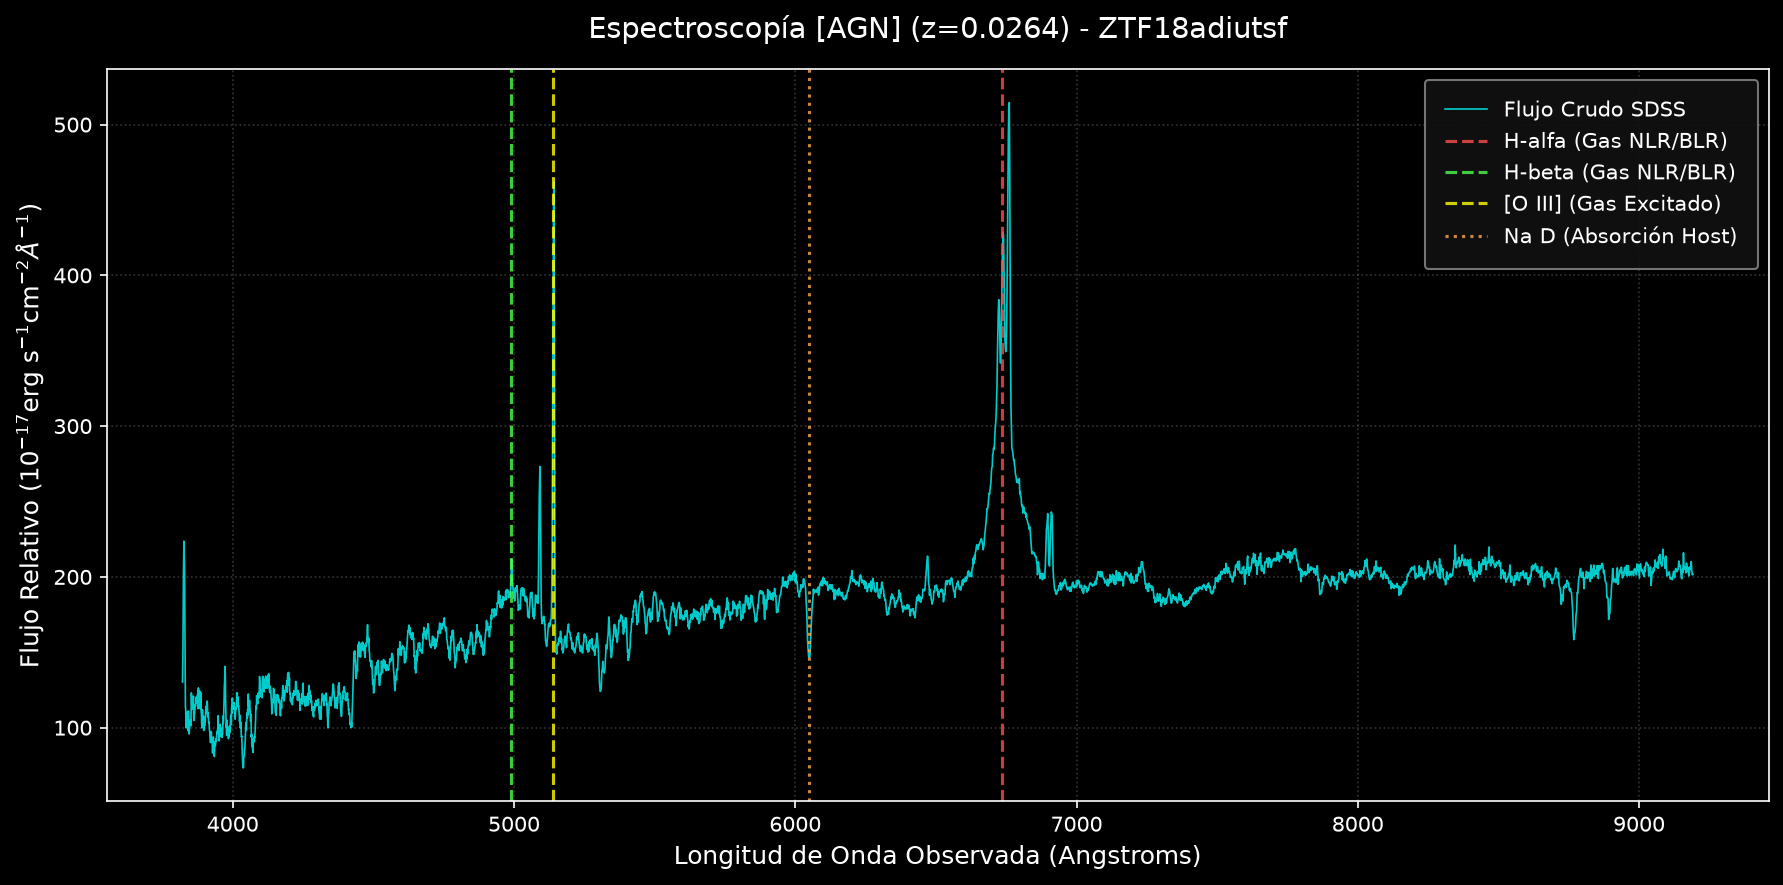 Espectroscopía [AGN] (z=0.0264) - ZTF18adiutsf
Flujo Crudo SDSS
H-alfa (Gas NLR/BLR)
H-beta (Gas NLR/BLR)
[O III] (Gas Excitado)
Na D (Absorción Host)
Flujo Relativo (10⁻¹⁷erg s⁻¹cm⁻²Å⁻¹)
500
400
300
200
100
4000 5000 6000 7000 8000 9000
Longitud de Onda Observada (Angstroms)